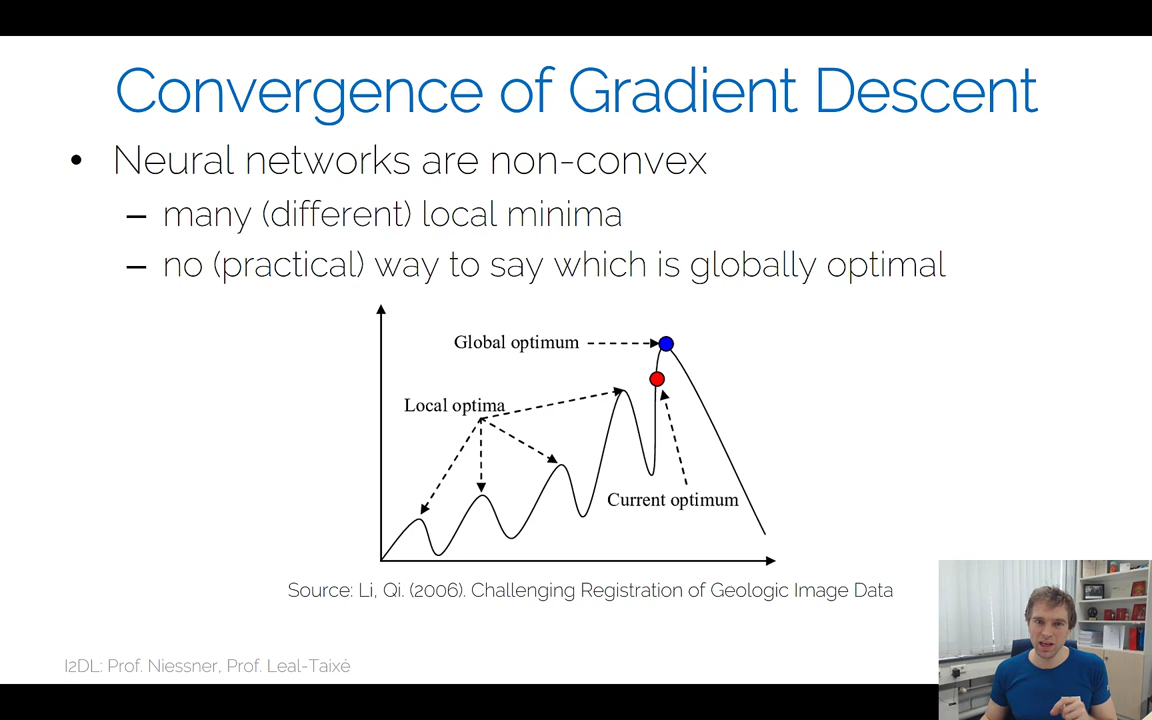 Convergence of Gradient Descent
• Neural networks are non-convex
– many (different) local minima
– no (practical) way to say which is globally optimal
Global optimum
Local optima
Current optimum
Source: Li, Qi. (2006). Challenging Registration of Geologic Image Data
I2DL: Prof. Niessner, Prof. Leal-Taixé